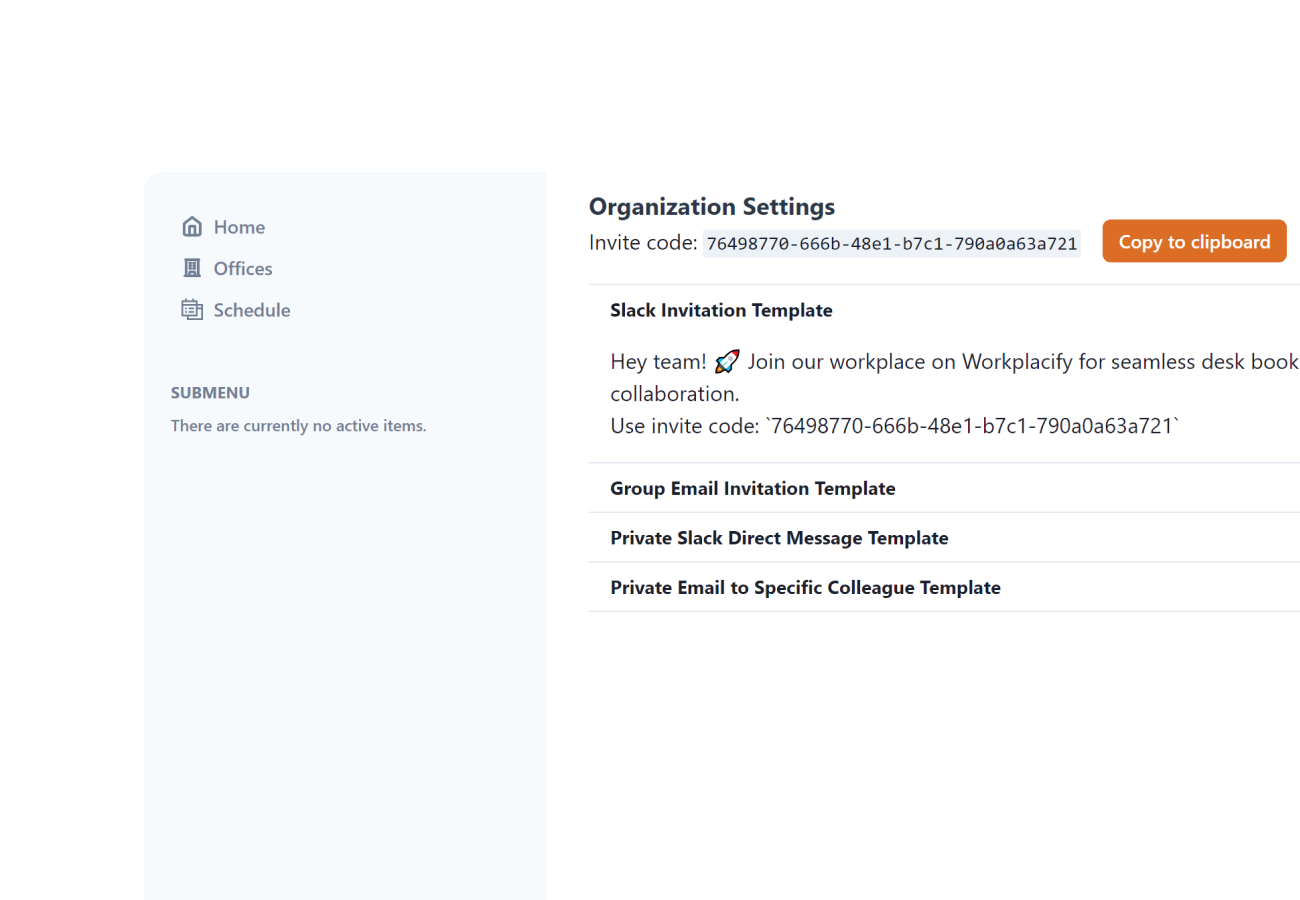 Home
Offices
Schedule
SUBMENU
There are currently no active items.
Organization Settings
Invite code: 76498770-666b-48e1-b7c1-790a0a63a721
Copy to clipboard
Slack Invitation Template
Hey team! 🚀 Join our workplace on Workplacify for seamless desk book
collaboration.
Use invite code: `76498770-666b-48e1-b7c1-790a0a63a721`
Group Email Invitation Template
Private Slack Direct Message Template
Private Email to Specific Colleague Template